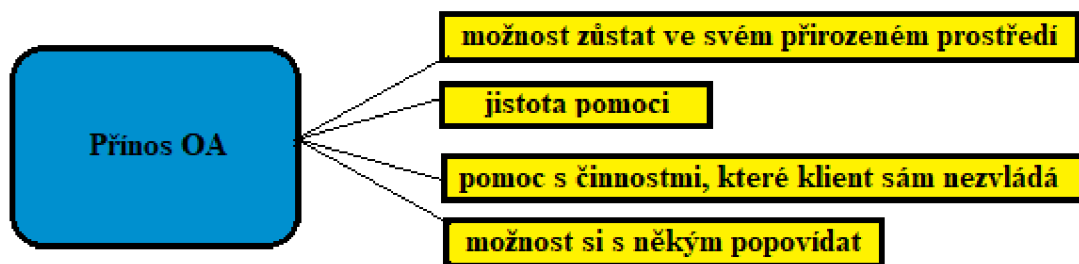 možnost zůstat ve svém přirozeném prostředí
jistota pomoci
Přínos OA
pomoc s činnostmi, které klient sám nezvládá
možnost si s někým popovídat